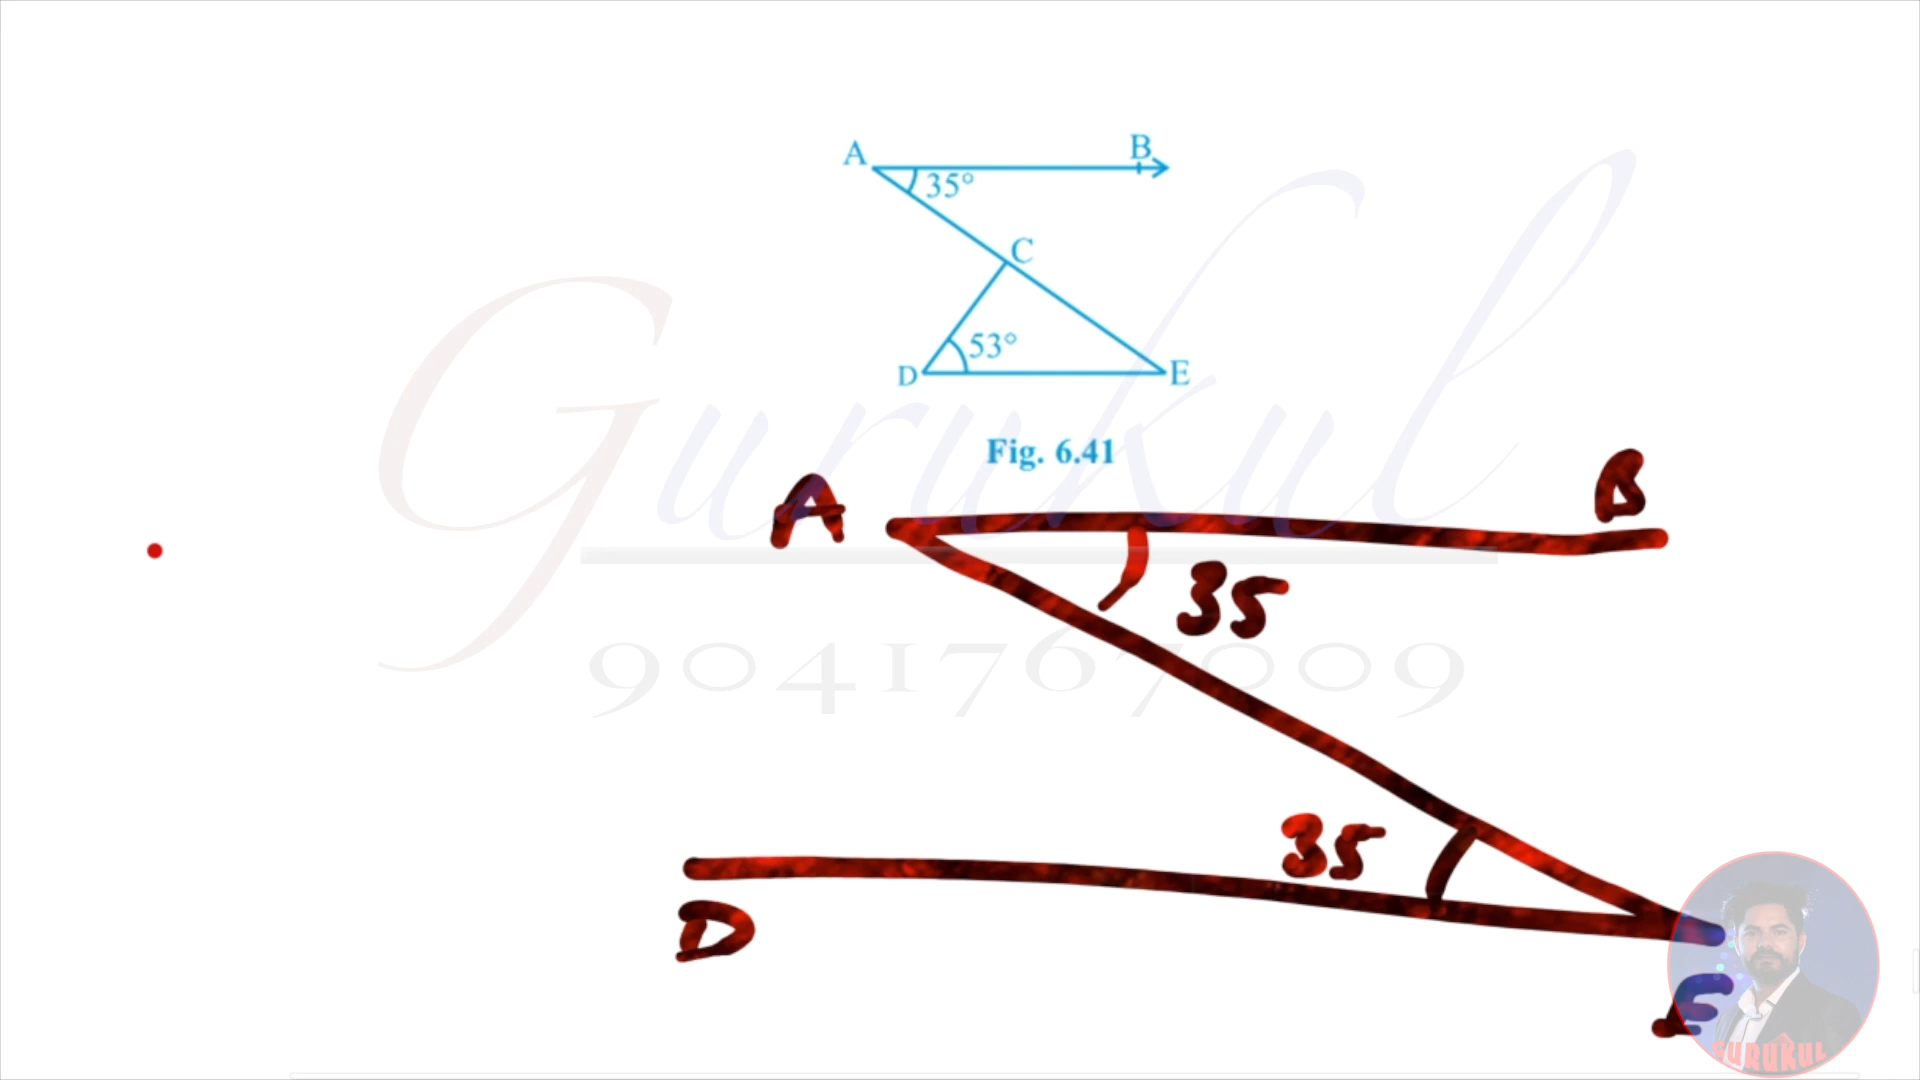 A B
35°
C
53°
D E
Fig. 6.41
A B
35
Gurukul
9041767009
35
D
E
GURUKUL